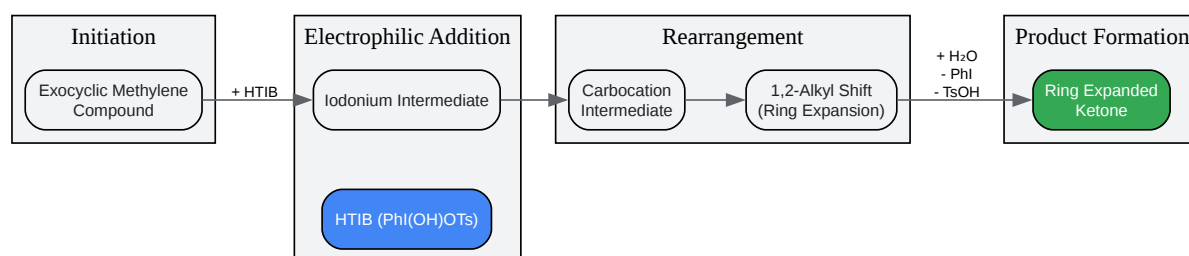 Initiation
Exocyclic Methylene
Compound
+ HTIB
Electrophilic Addition
Iodonium Intermediate
HTIB (PhI(OH)OTs)
Rearrangement
Carbocation
Intermediate
1,2-Alkyl Shift
(Ring Expansion)
+ H₂O
- PhI
- TsOH
Product Formation
Ring Expanded
Ketone